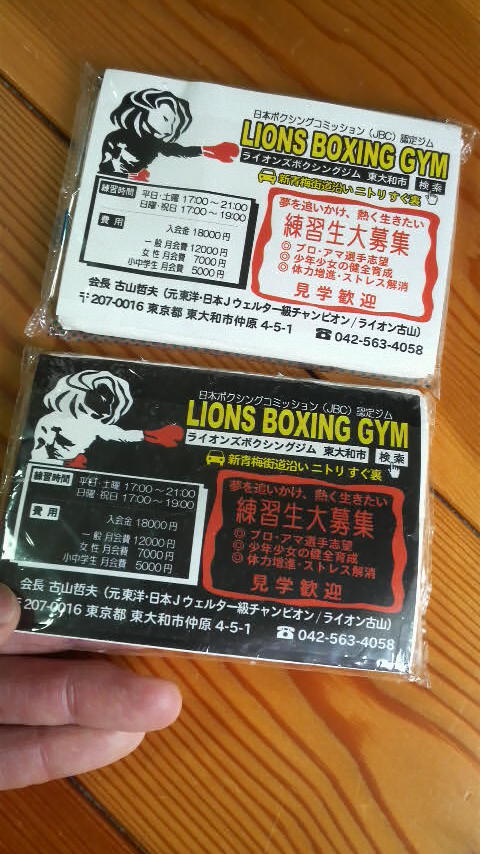 日本ボクシングコミッション（JBC）認定ジム
LIONS BOXING GYM
ライオンズボクシングジム 東大和市 検索
新青梅街道沿い ニトリ すぐ裏
練習時間 平日・土曜 17:00～21:00
日曜・祝日 17:00～19:00
費用
入会金 18000円
一般 月会費 12000円
女性 月会費 7000円
小中学生 月会費 5000円
夢を追いかけ、熱く生きたい
練習生大募集
◎プロ・アマ選手志望
◎少年少女の健全育成
◎体力増進・ストレス解消
見学歓迎
会長 古山哲夫（元東洋・日本Jウェルター級チャンピオン/ライオン古山）
〒207-0016 東京都 東大和市仲原 4-5-1 ☎042-563-4058
日本ボクシングコミッション（JBC）認定ジム
LIONS BOXING GYM
ライオンズボクシングジム 東大和市 検索
新青梅街道沿い ニトリ すぐ裏
練習時間 平日・土曜 17:00～21:00
日曜・祝日 17:00～19:00
費用
入会金 18000円
一般 月会費 12000円
女性 月会費 7000円
小中学生 月会費 5000円
夢を追いかけ、熱く生きたい
練習生大募集
◎プロ・アマ選手志望
◎少年少女の健全育成
◎体力増進・ストレス解消
見学歓迎
会長 古山哲夫（元東洋・日本Jウェルター級チャンピオン/ライオン古山）
〒207-0016 東京都 東大和市仲原 4-5-1 ☎042-563-4058